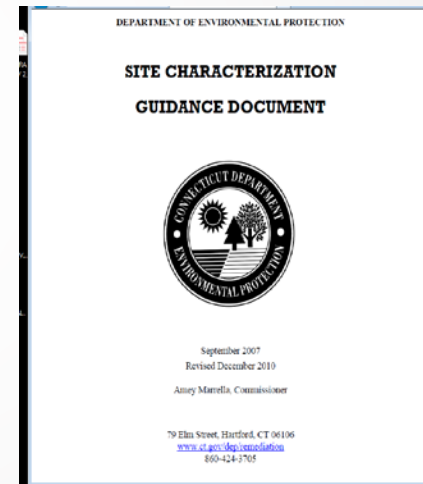 DEPARTMENT OF ENVIRONMENTAL PROTECTION
SITE CHARACTERIZATION
GUIDANCE DOCUMENT
CONNECTICUT DEPARTMENT
ENVIRONMENTAL PROTECTION
September 2007
Revised December 2010
Amey Marrella, Commissioner
79 Elm Street, Hartford, CT 06106
www.ct.gov/dep/remediation
860-424-3705